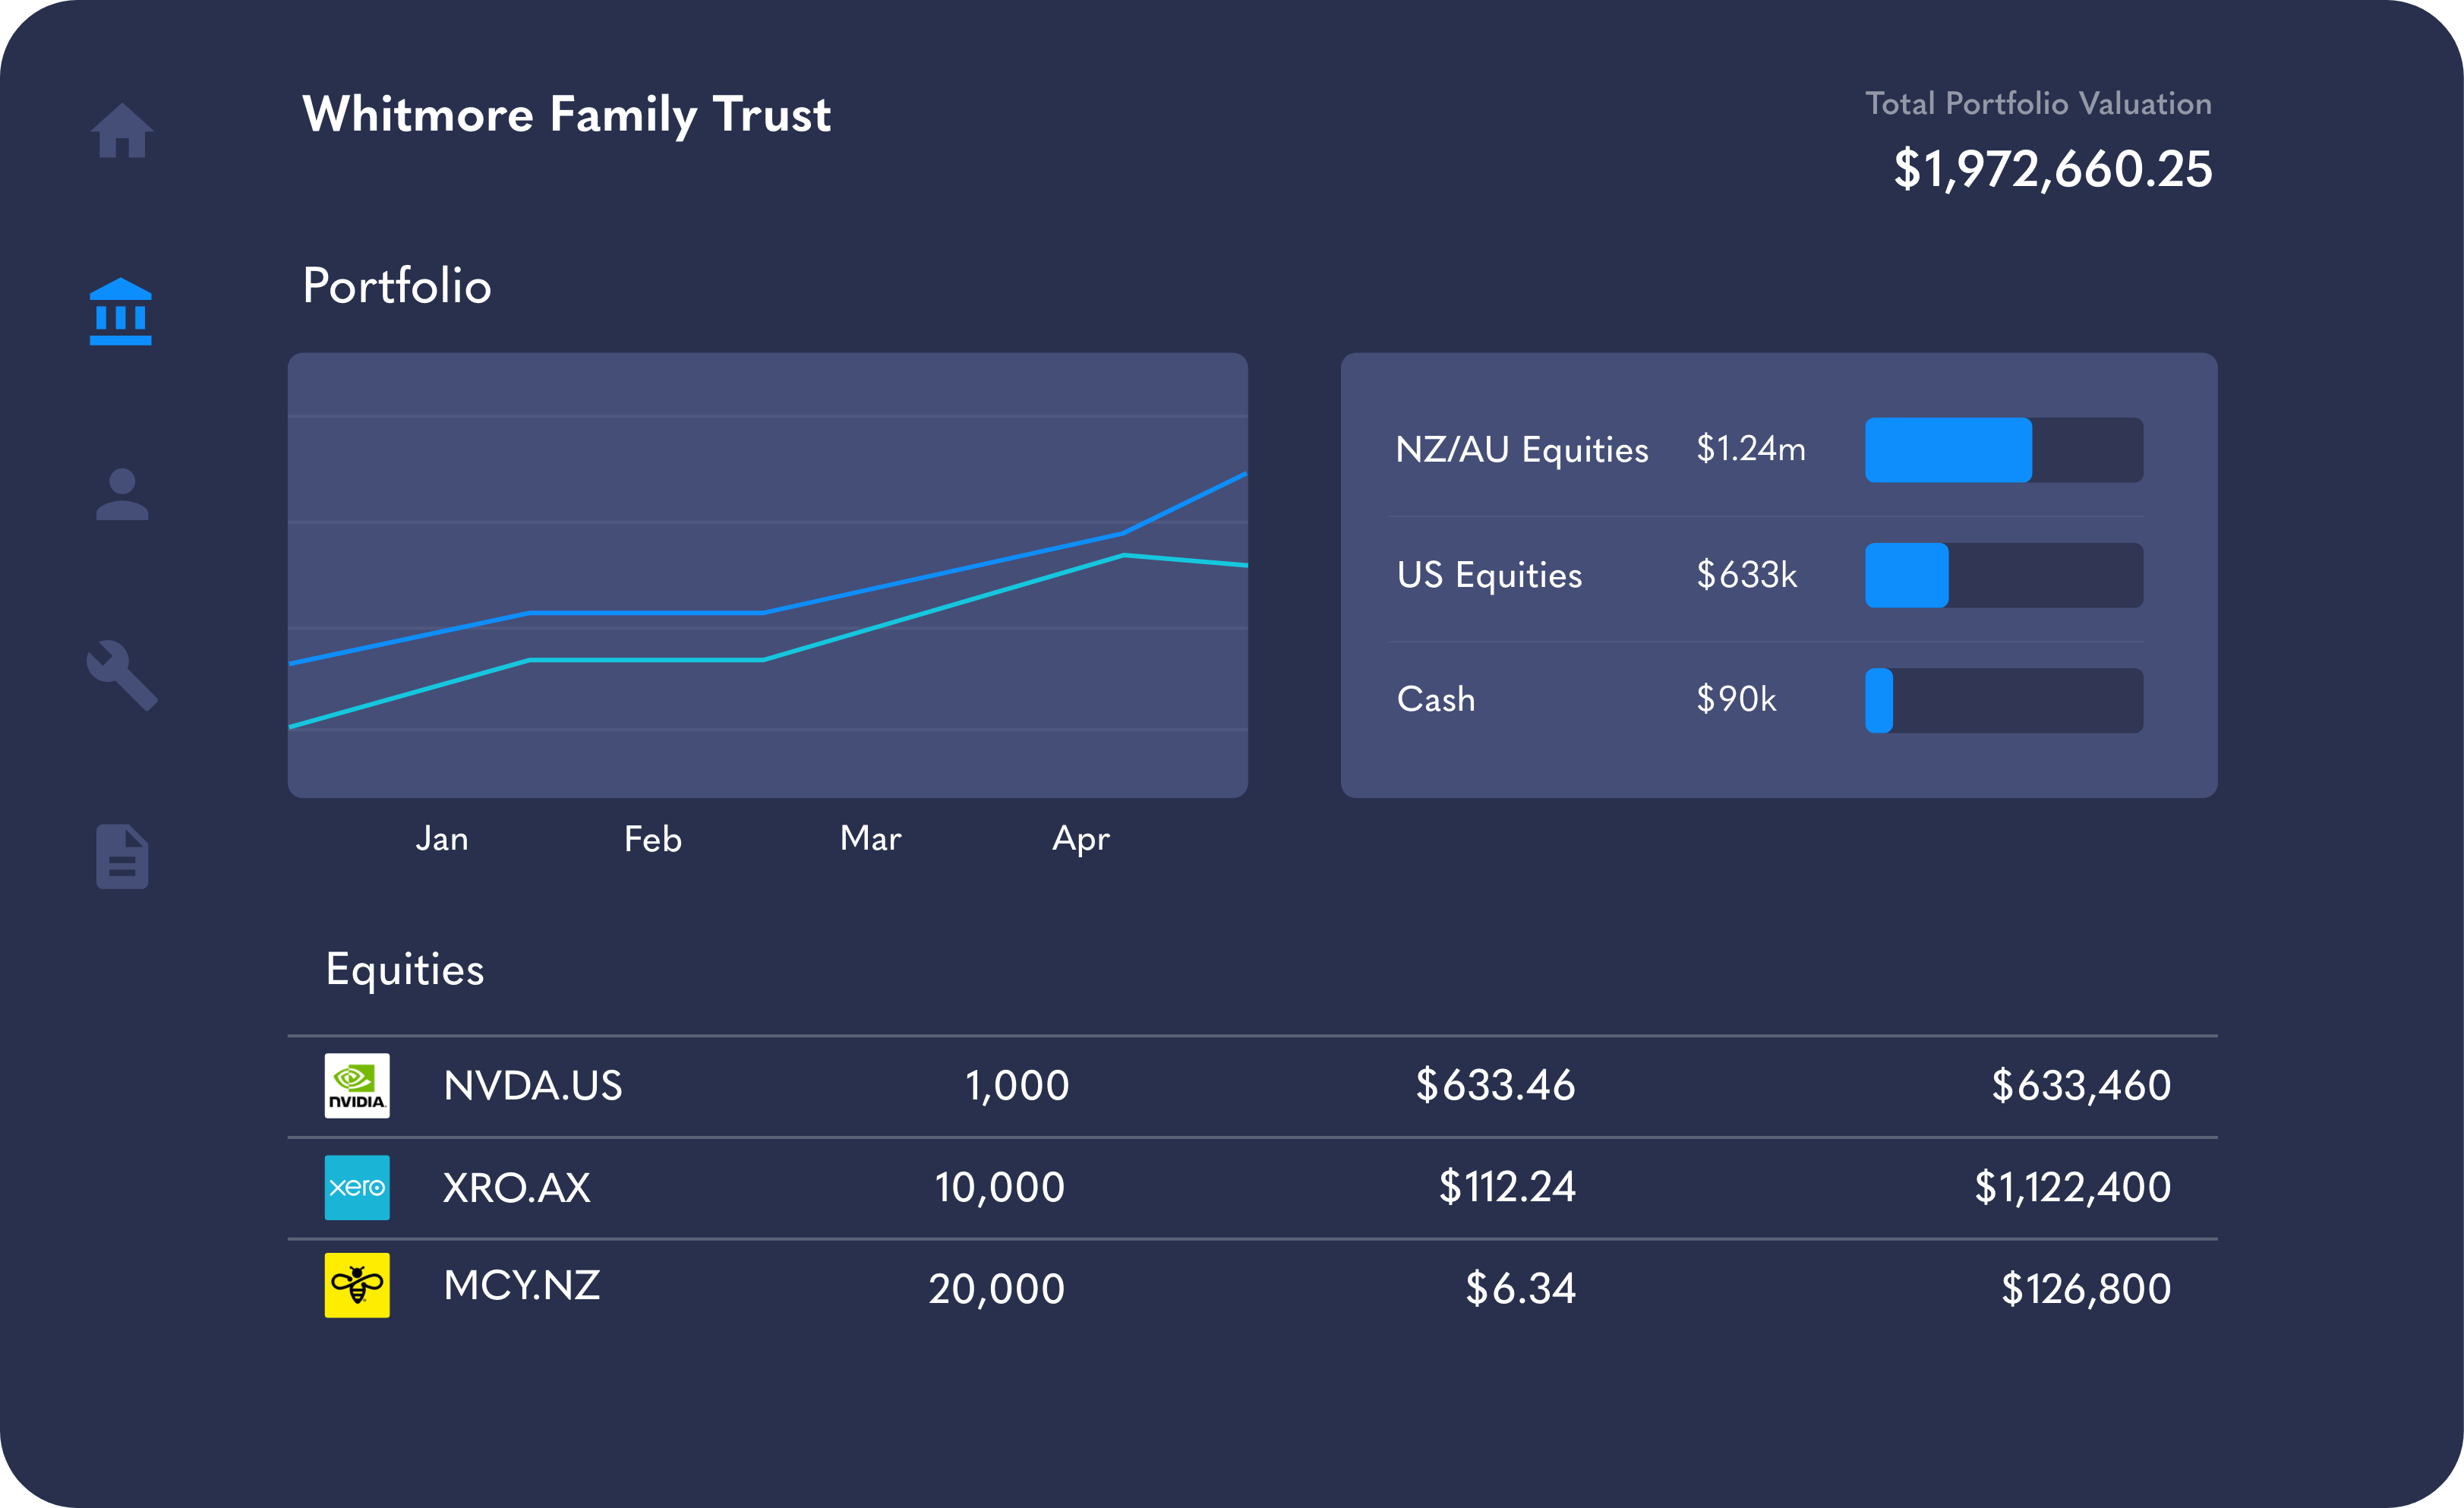 Whitmore Family Trust
Total Portfolio Valuation
$1,972,660.25
Portfolio
NZ/AU Equities $1.24m
US Equities $633k
Cash $90k
Jan Feb Mar Apr
Equities
NVIDIA NVDA.US 1,000 $633.46 $633,460
xero XRO.AX 10,000 $112.24 $1,122,400
MCY.NZ 20,000 $6.34 $126,800